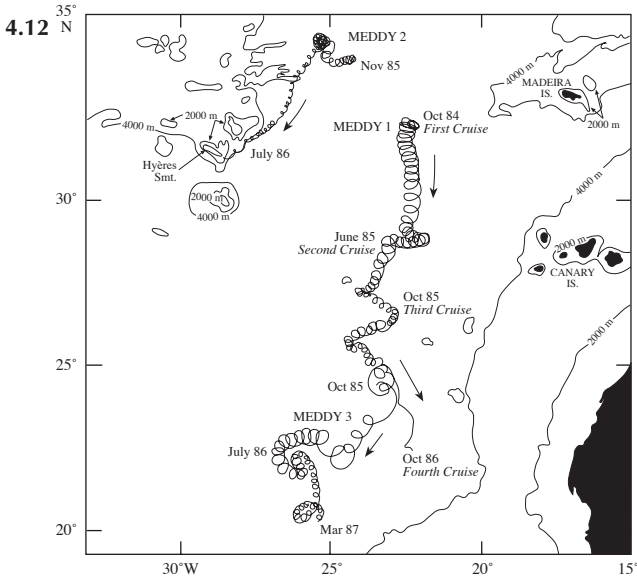 4.12
N
35°
MEDDY 2
Nov 85
4000 m
MADEIRA
IS.
2000 m
4000 m
2000 m
MEDDY 1
Oct 84
First Cruise
July 86
Hyères
Smt.
4000 m
30°
2000 m
4000 m
June 85
Second Cruise
2000 m
CANARY
IS.
Oct 85
Third Cruise
2000 m
25°
Oct 85
MEDDY 3
July 86
Oct 86
Fourth Cruise
20°
Mar 87
30°W
25°
20°
15°